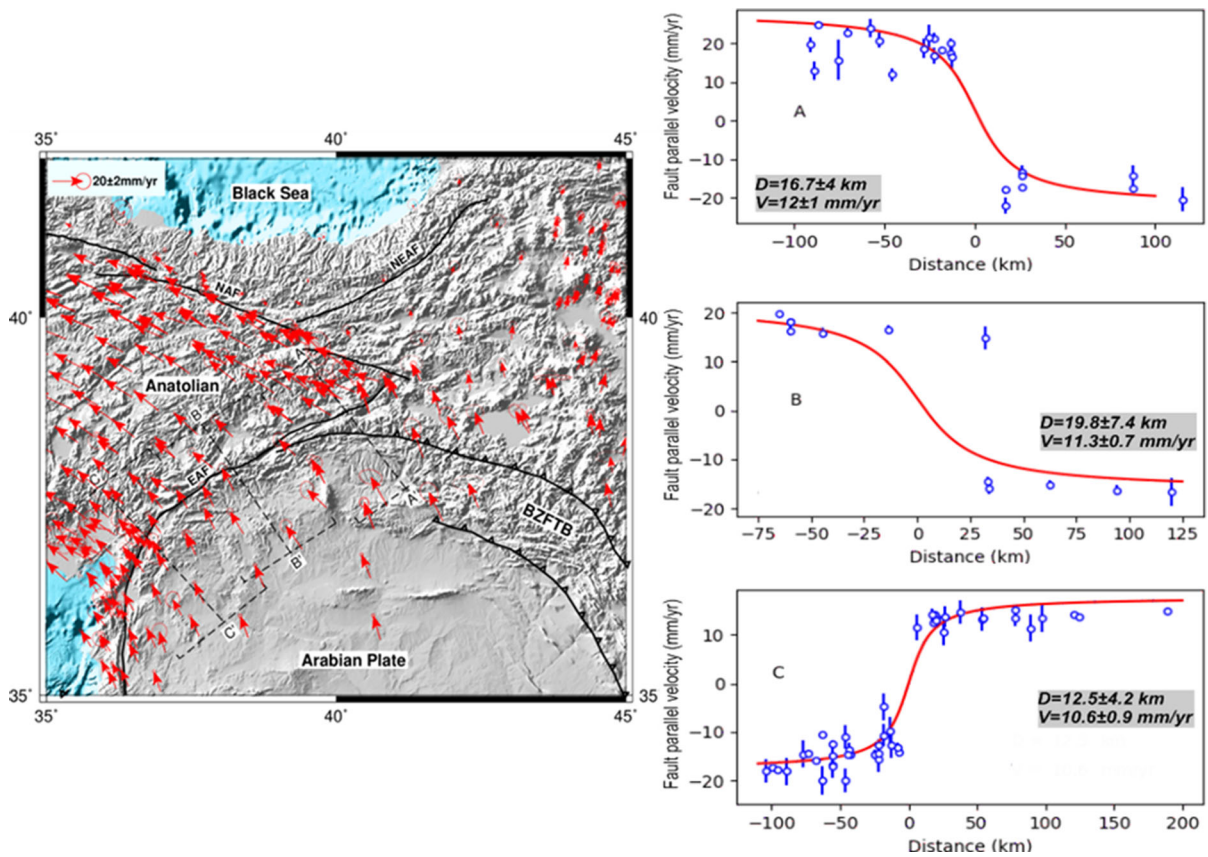 35˚
40˚
45˚
20±2mm/yr
Black Sea
NEAF
NAF
40˚
40
A
Anatolian
B
C
EAF
A'
BZFTB
B'
C'
Arabian Plate
35˚
35
35˚
40˚
45˚
Fault parallel velocity (mm/yr)
20
10
0
−10
−20
A
D=16.7±4 km
V=12±1 mm/yr
−100
−50
0
50
100
Distance (km)
Fault parallel velocity (mm/yr)
20
10
0
−10
−20
B
D=19.8±7.4 km
V=11.3±0.7 mm/yr
−75
−50
−25
0
25
50
75
100
125
Distance (km)
Fault parallel velocity (mm/yr)
10
0
−10
−20
C
D=12.5±4.2 km
V=10.6±0.9 mm/yr
−100
−50
0
50
100
150
200
Distance (km)